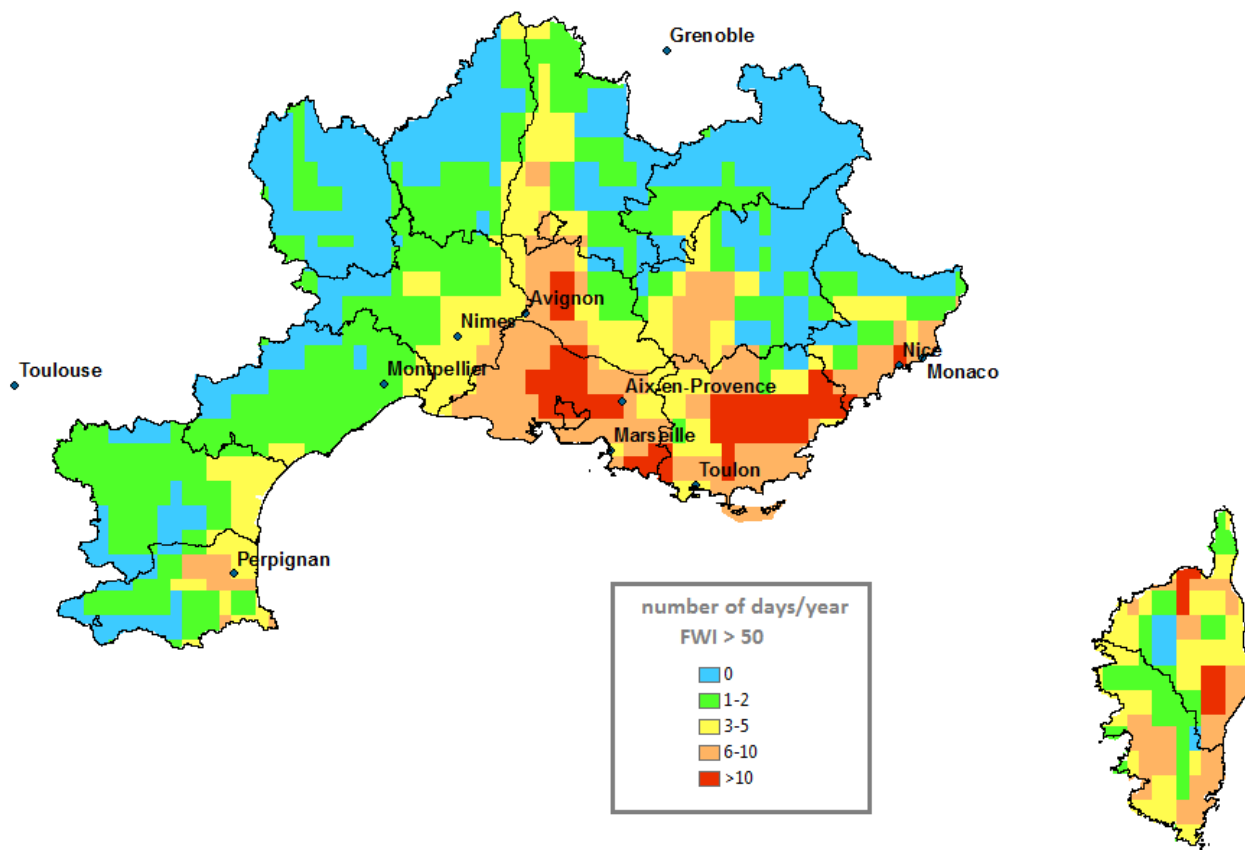 Grenoble
Avignon
Nimes
Nice
Monaco
Toulouse
Montpellier
Aix-en-Provence
Marseille
Toulon
Perpignan
number of days/year
FWI > 50
0
1-2
3-5
6-10
>10